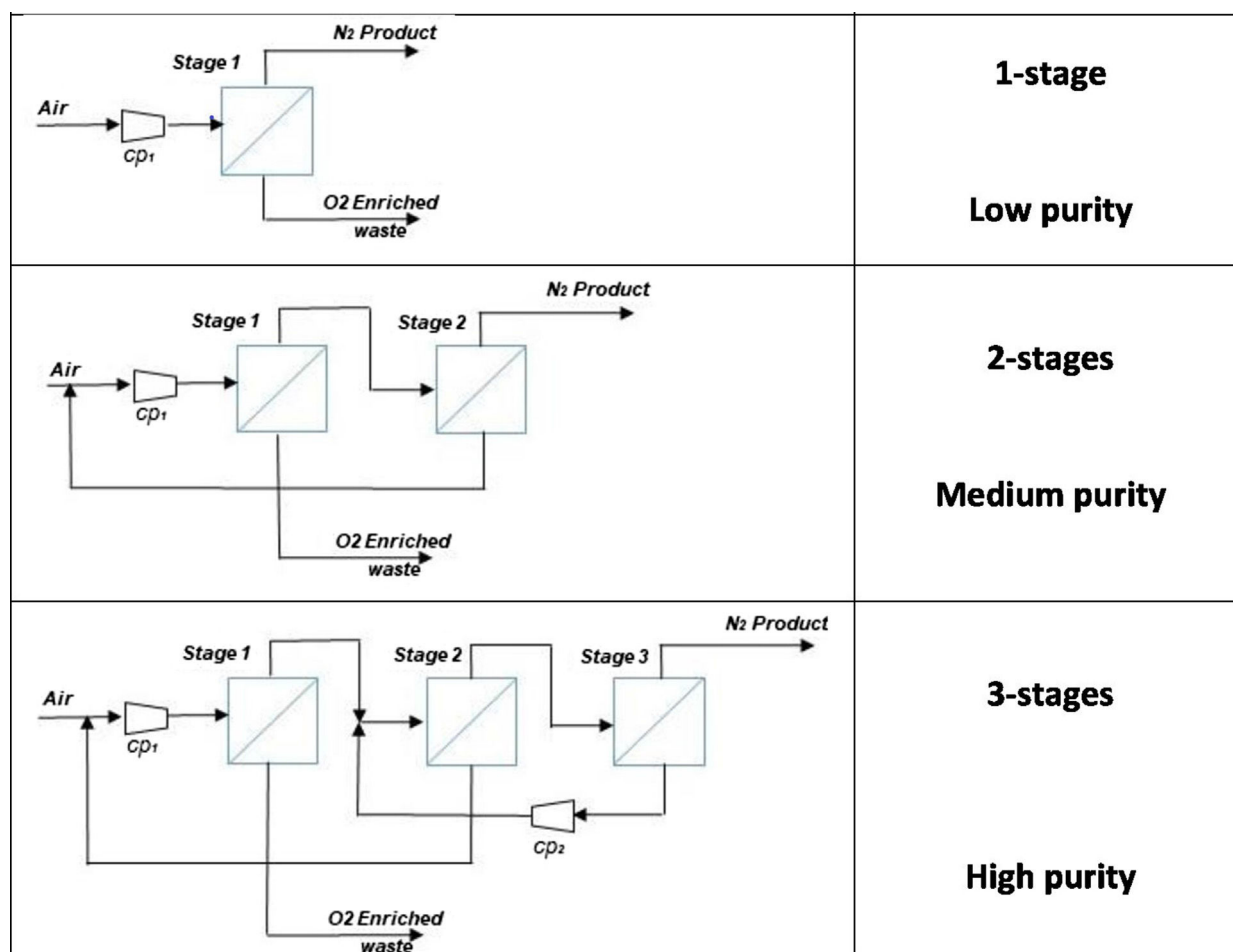 N₂ Product
Stage 1
Air
cp₁
O2 Enriched
waste
1-stage
Low purity
N₂ Product
Stage 1
Stage 2
Air
cp₁
O2 Enriched
waste
2-stages
Medium purity
N₂ Product
Stage 1
Stage 2
Stage 3
Air
cp₁
cp₂
O2 Enriched
waste
3-stages
High purity